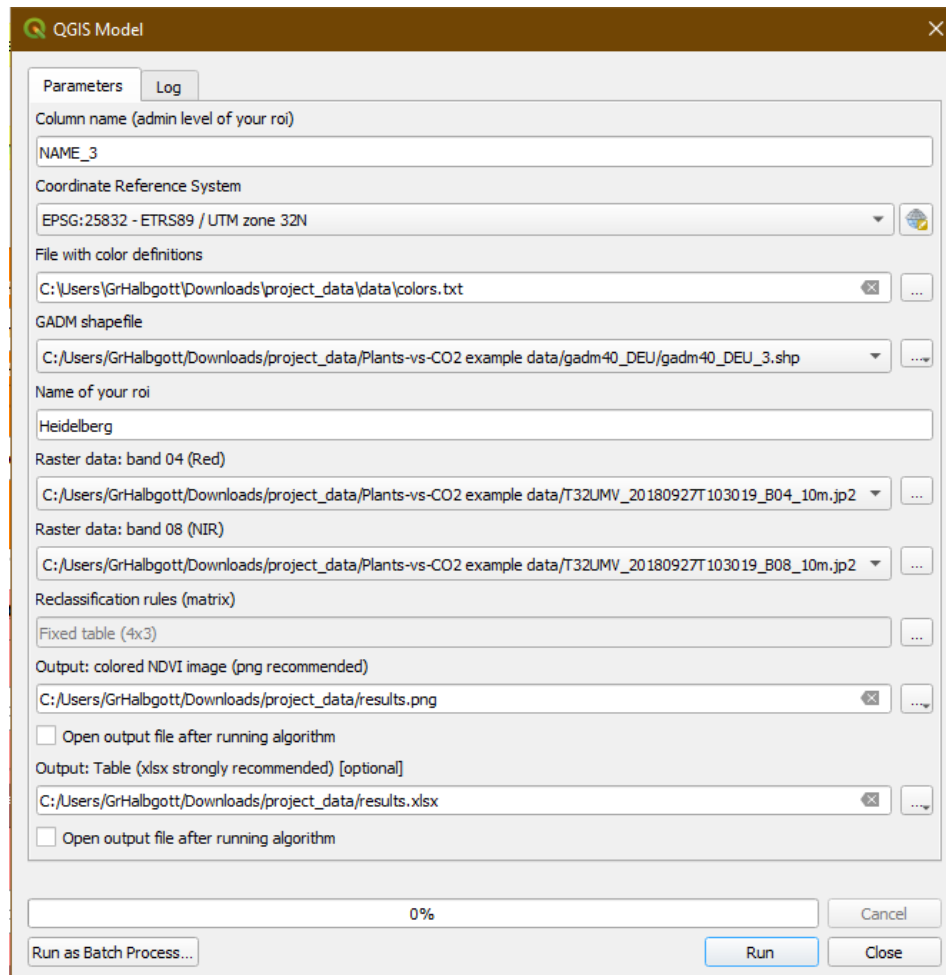 QGIS Model
Parameters Log
Column name (admin level of your roi)
NAME_3
Coordinate Reference System
EPSG:25832 - ETRS89 / UTM zone 32N
File with color definitions
C:\Users\GrHalbgott\Downloads\project_data\data\colors.txt
...
GADM shapefile
C:/Users/GrHalbgott/Downloads/project_data/Plants-vs-CO2 example data/gadm40_DEU/gadm40_DEU_3.shp
...
Name of your roi
Heidelberg
Raster data: band 04 (Red)
C:/Users/GrHalbgott/Downloads/project_data/Plants-vs-CO2 example data/T32UMV_20180927T103019_B04_10m.jp2
...
Raster data: band 08 (NIR)
C:/Users/GrHalbgott/Downloads/project_data/Plants-vs-CO2 example data/T32UMV_20180927T103019_B08_10m.jp2
...
Reclassification rules (matrix)
Fixed table (4x3)
...
Output: colored NDVI image (png recommended)
C:/Users/GrHalbgott/Downloads/project_data/results.png
...
Open output file after running algorithm
Output: Table (xlsx strongly recommended) [optional]
C:/Users/GrHalbgott/Downloads/project_data/results.xlsx
...
Open output file after running algorithm
0%
Cancel
Run as Batch Process...
Run
Close